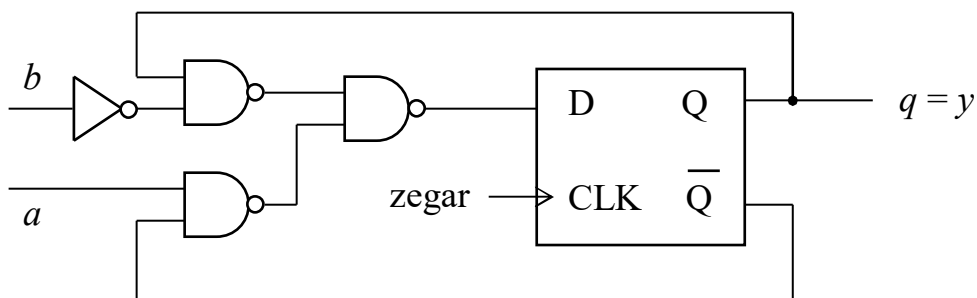 b
D Q
q = y
zegar
CLK Q̅
a